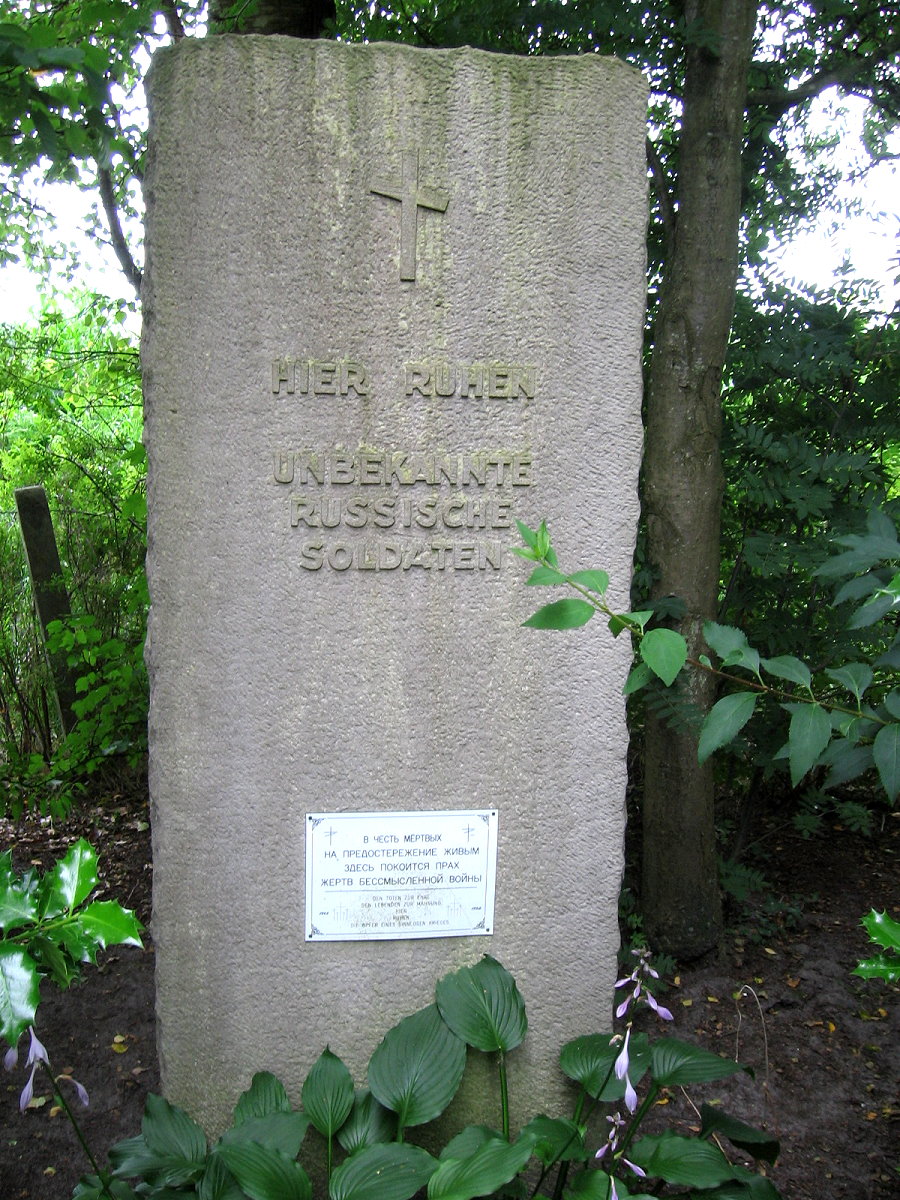 HIER RUHEN
UNBEKANNTE
RUSSISCHE
SOLDATEN
В ЧЕСТЬ МЁРТВЫХ
НА ПРЕДОСТЕРЕЖЕНИЕ ЖИВЫМ
ЗДЕСЬ ПОКОИТСЯ ПРАХ
ЖЕРТВ БЕССМЫСЛЕННОЙ ВОЙНЫ
DEN TOTEN ZUR EHRE
DEN LEBENDEN ZUR MAHNUNG
HIER
RUHEN
DIE OPFER EINES SINNLOSEN KRIEGES